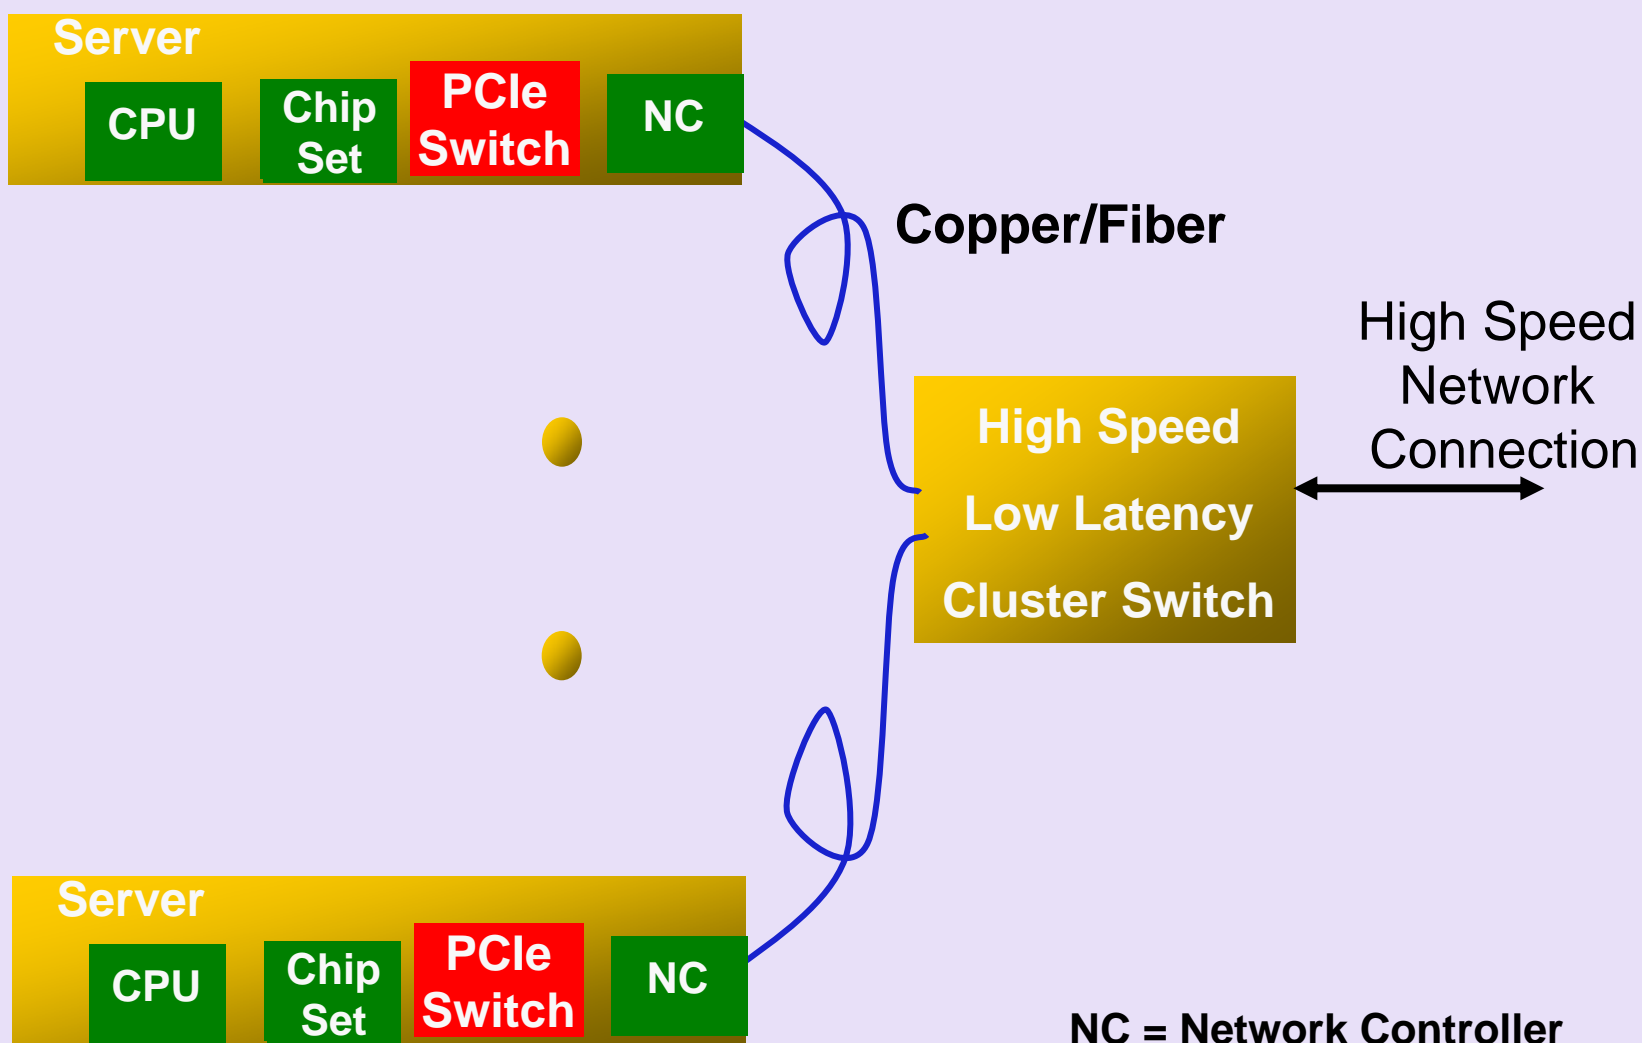 Server
CPU
Chip
Set
PCIe
Switch
NC
Copper/Fiber
High Speed
Network
Connection
High Speed
Low Latency
Cluster Switch
Server
CPU
Chip
Set
PCIe
Switch
NC
NC = Network Controller